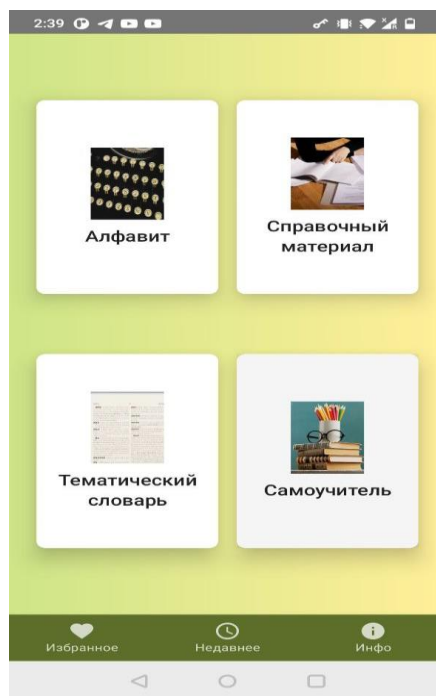 2:39
Алфавит
Справочный
материал
Тематический
словарь
Самоучитель
Избранное
Недавнее
Инфо